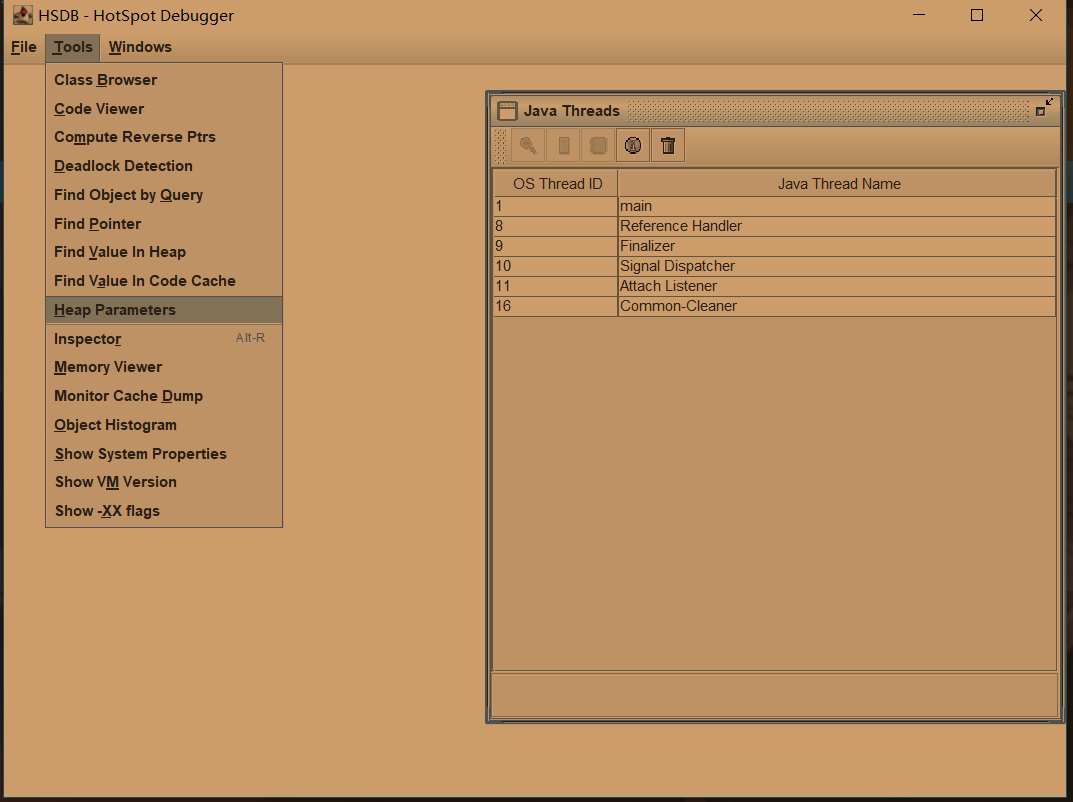 HSDB - HotSpot Debugger
File Tools Windows
Class Browser
Code Viewer
Compute Reverse Ptrs
Deadlock Detection
Find Object by Query
Find Pointer
Find Value In Heap
Find Value In Code Cache
Heap Parameters
Inspector Alt-R
Memory Viewer
Monitor Cache Dump
Object Histogram
Show System Properties
Show VM Version
Show -XX flags
Java Threads
OS Thread ID Java Thread Name
1 main
8 Reference Handler
9 Finalizer
10 Signal Dispatcher
11 Attach Listener
16 Common-Cleaner